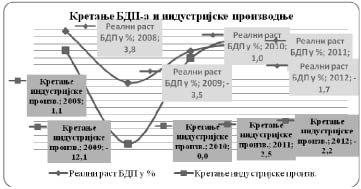 Кретање БДП-а и индустријске производње
Реални раст
БДП у %; 2008;
3,8
Реални раст
БДП у %; 2009; -
3,5
Реални раст
БДП у %; 2010;
1,0
Реални раст
БДП у %; 2011;
Реални раст
БДП у %; 2012; -
1,7
Кретање
индустријске
произв.; 2008;
1,1
Кретање
индустријске
произв.; 2009; -
12,1
Кретање
индустријске
произв.; 2010;
0,0
Кретање
индустријске
произв.; 2011;
2,5
Кретање
индустријске
произв.; 2012; -
2,2
Реални раст БДП у %
Кретање индустријске произв.